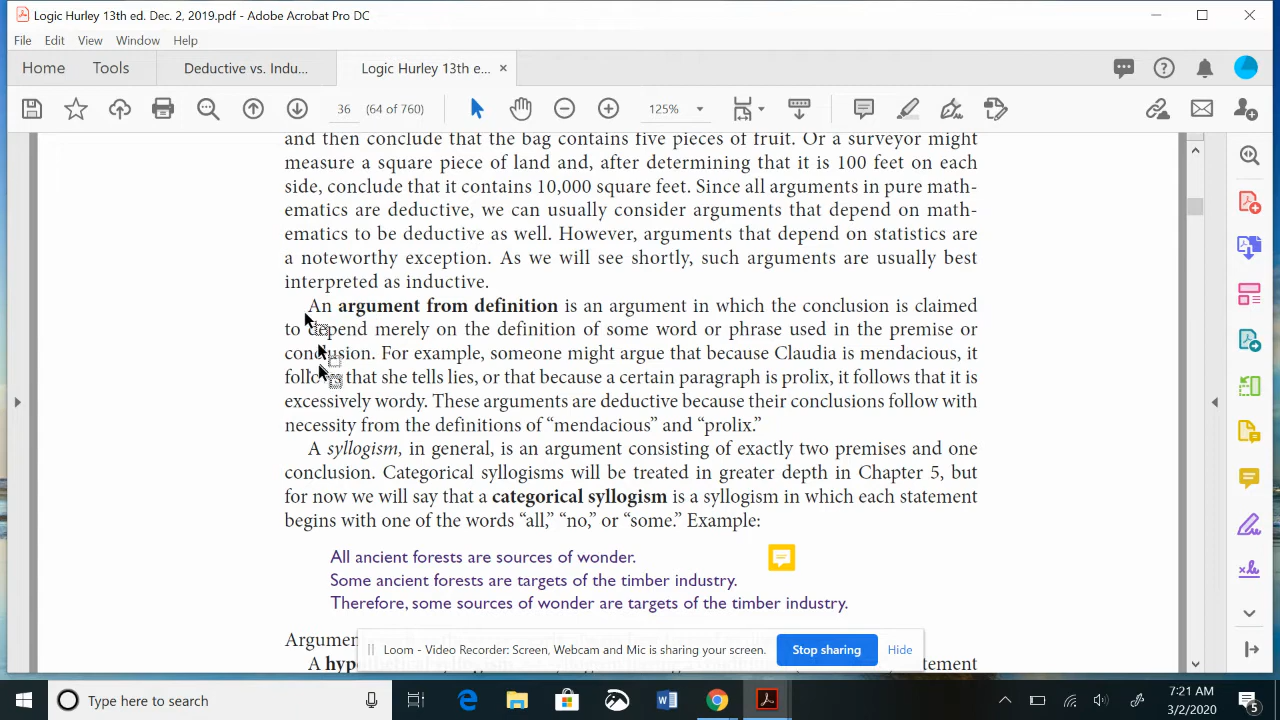 Logic Hurley 13th ed. Dec. 2, 2019.pdf - Adobe Acrobat Pro DC
File Edit View Window Help
Home Tools Deductive vs. Indu... Logic Hurley 13th e... ×
36 (64 of 760) 125%
and then conclude that the bag contains five pieces of fruit. Or a surveyor might
measure a square piece of land and, after determining that it is 100 feet on each
side, conclude that it contains 10,000 square feet. Since all arguments in pure math-
ematics are deductive, we can usually consider arguments that depend on math-
ematics to be deductive as well. However, arguments that depend on statistics are
a noteworthy exception. As we will see shortly, such arguments are usually best
interpreted as inductive.
An argument from definition is an argument in which the conclusion is claimed
to depend merely on the definition of some word or phrase used in the premise or
conclusion. For example, someone might argue that because Claudia is mendacious, it
follows that she tells lies, or that because a certain paragraph is prolix, it follows that it is
excessively wordy. These arguments are deductive because their conclusions follow with
necessity from the definitions of “mendacious” and “prolix.”
A syllogism, in general, is an argument consisting of exactly two premises and one
conclusion. Categorical syllogisms will be treated in greater depth in Chapter 5, but
for now we will say that a categorical syllogism is a syllogism in which each statement
begins with one of the words “all,” “no,” or “some.” Example:
All ancient forests are sources of wonder.
Some ancient forests are targets of the timber industry.
Therefore, some sources of wonder are targets of the timber industry.
Argumen
Loom - Video Recorder: Screen, Webcam and Mic is sharing your screen. Stop sharing Hide
A hyp
Type here to search
7:21 AM
3/2/2020
5